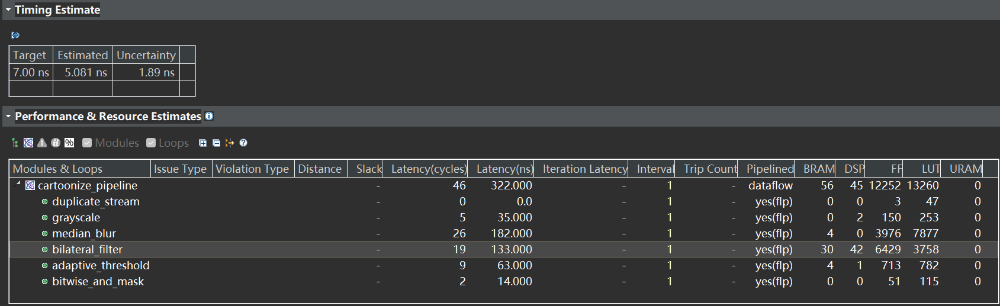 Timing Estimate
Target Estimated Uncertainty
7.00 ns 5.081 ns 1.89 ns
Performance & Resource Estimates
% Modules Loops
Modules & Loops Issue Type Violation Type Distance Slack Latency(cycles) Latency(ns) Iteration Latency Interval Trip Count Pipelined BRAM DSP FF LUT URAM
cartoonize_pipeline - 46 322.000 - 1 - dataflow 56 45 12252 13260 0
duplicate_stream - 0 0.0 - 1 - yes(flp) 0 0 3 47 0
grayscale - 5 35.000 - 1 - yes(flp) 0 2 150 253 0
median_blur - 26 182.000 - 1 - yes(flp) 4 0 3976 7877 0
bilateral_filter - 19 133.000 - 1 - yes(flp) 30 42 6429 3758 0
adaptive_threshold - 9 63.000 - 1 - yes(flp) 4 1 713 782 0
bitwise_and_mask - 2 14.000 - 1 - yes(flp) 0 0 51 115 0